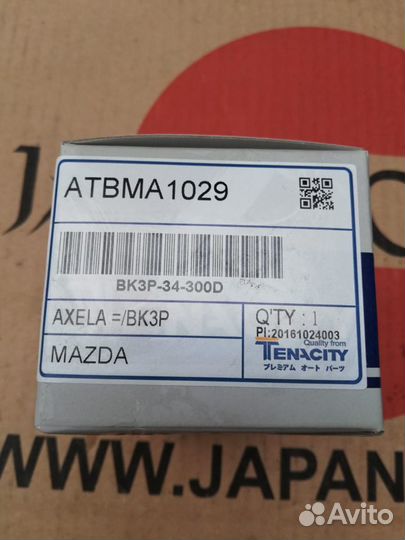 ATBMA1029
BK3P-34-300D
AXELA =/BK3P
Q'TY : 1
PI:20161024003
Quality from
TENACITY
プレミアム オート パーツ
MAZDA
WWW.JAPAN
Avito